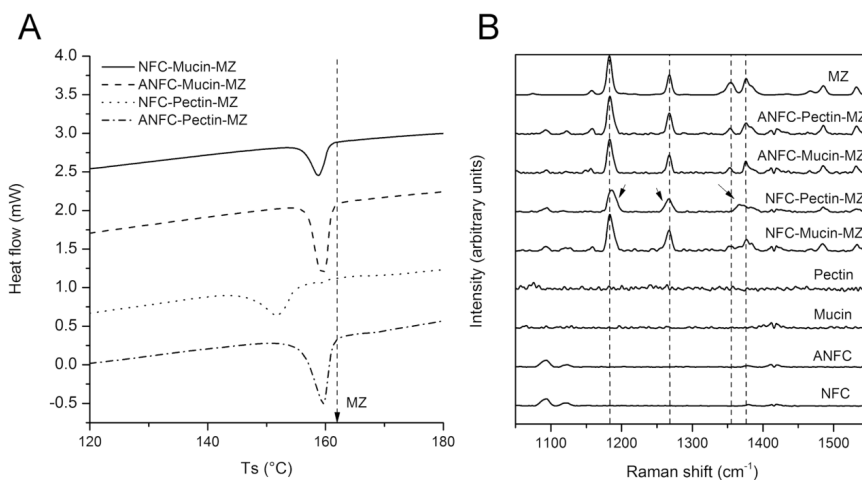 A
NFC-Mucin-MZ
ANFC-Mucin-MZ
NFC-Pectin-MZ
ANFC-Pectin-MZ
4.0
3.5
3.0
2.5
2.0
1.5
1.0
0.5
0.0
-0.5
Heat flow (mW)
MZ
120
140
160
180
Ts (°C)
B
MZ
ANFC-Pectin-MZ
ANFC-Mucin-MZ
NFC-Pectin-MZ
NFC-Mucin-MZ
Pectin
Mucin
ANFC
NFC
Intensity (arbitrary units)
1100
1200
1300
1400
1500
Raman shift (cm⁻¹)